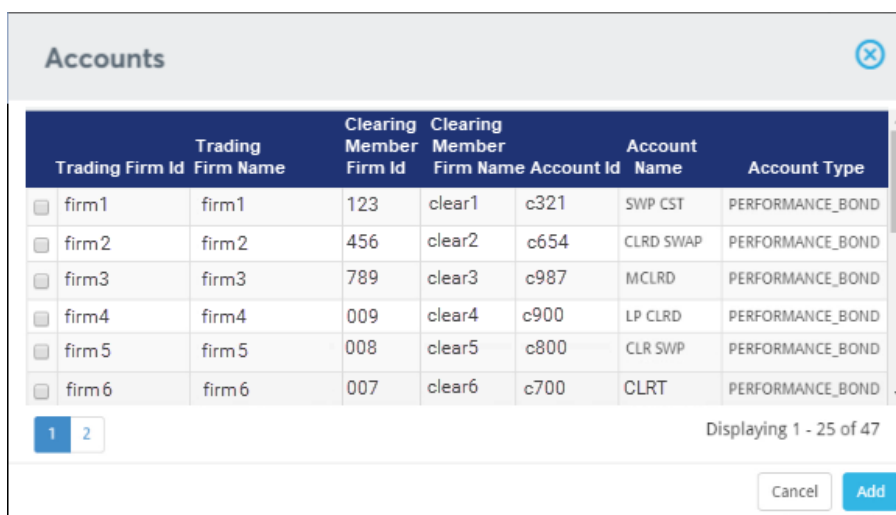 Accounts
Trading Firm Id Trading Firm Name Clearing Member Firm Id Clearing Member Firm Name Account Id Account Name Account Type
firm1 firm1 123 clear1 c321 SWP CST PERFORMANCE_BOND
firm2 firm2 456 clear2 c654 CLRD SWAP PERFORMANCE_BOND
firm3 firm3 789 clear3 c987 MCLRD PERFORMANCE_BOND
firm4 firm4 009 clear4 c900 LP CLRD PERFORMANCE_BOND
firm5 firm5 008 clear5 c800 CLR SWP PERFORMANCE_BOND
firm6 firm6 007 clear6 c700 CLRT PERFORMANCE_BOND
1 2 Displaying 1 - 25 of 47
Cancel Add